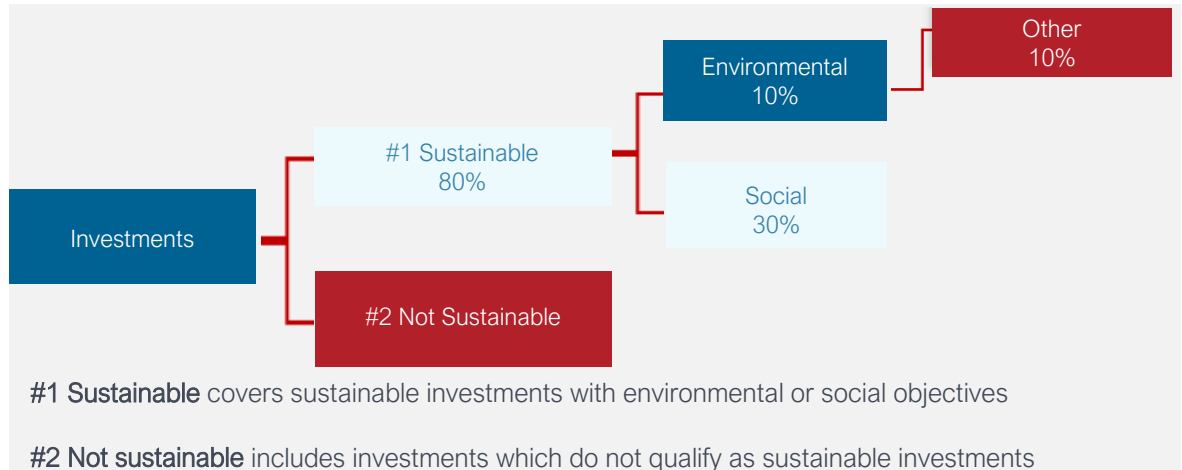 Other
10%
Environmental
10%
#1 Sustainable
80%
Social
30%
Investments
#2 Not Sustainable
#1 Sustainable covers sustainable investments with environmental or social objectives
#2 Not sustainable includes investments which do not qualify as sustainable investments